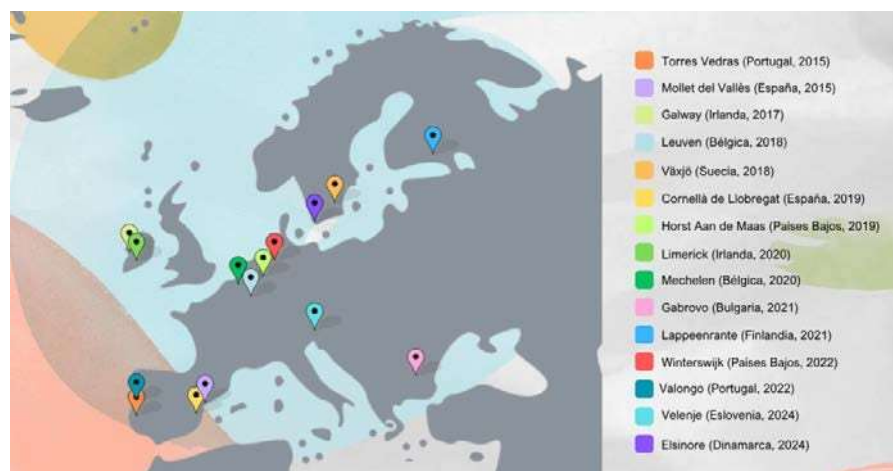 Torres Vedras (Portugal, 2015)
Mollet del Vallès (España, 2015)
Galway (Irlanda, 2017)
Leuven (Bélgica, 2018)
Växjö (Suecia, 2018)
Cornellà de Llobregat (España, 2019)
Horst Aan de Maas (Países Bajos, 2019)
Limerick (Irlanda, 2020)
Mechelen (Bélgica, 2020)
Gabrovo (Bulgaria, 2021)
Lappeenrante (Finlandia, 2021)
Winterswijk (Países Bajos, 2022)
Valongo (Portugal, 2022)
Velenje (Eslovenia, 2024)
Elsinore (Dinamarca, 2024)